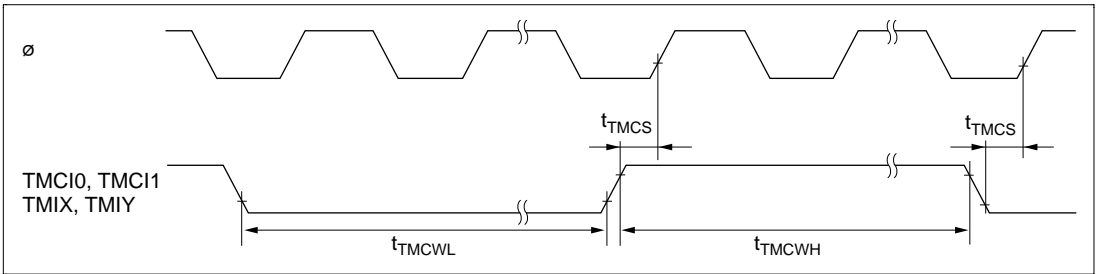 ø
tTMCS
tTMCS
TMCI0, TMCI1
TMIX, TMIY
tTMCWL
tTMCWH